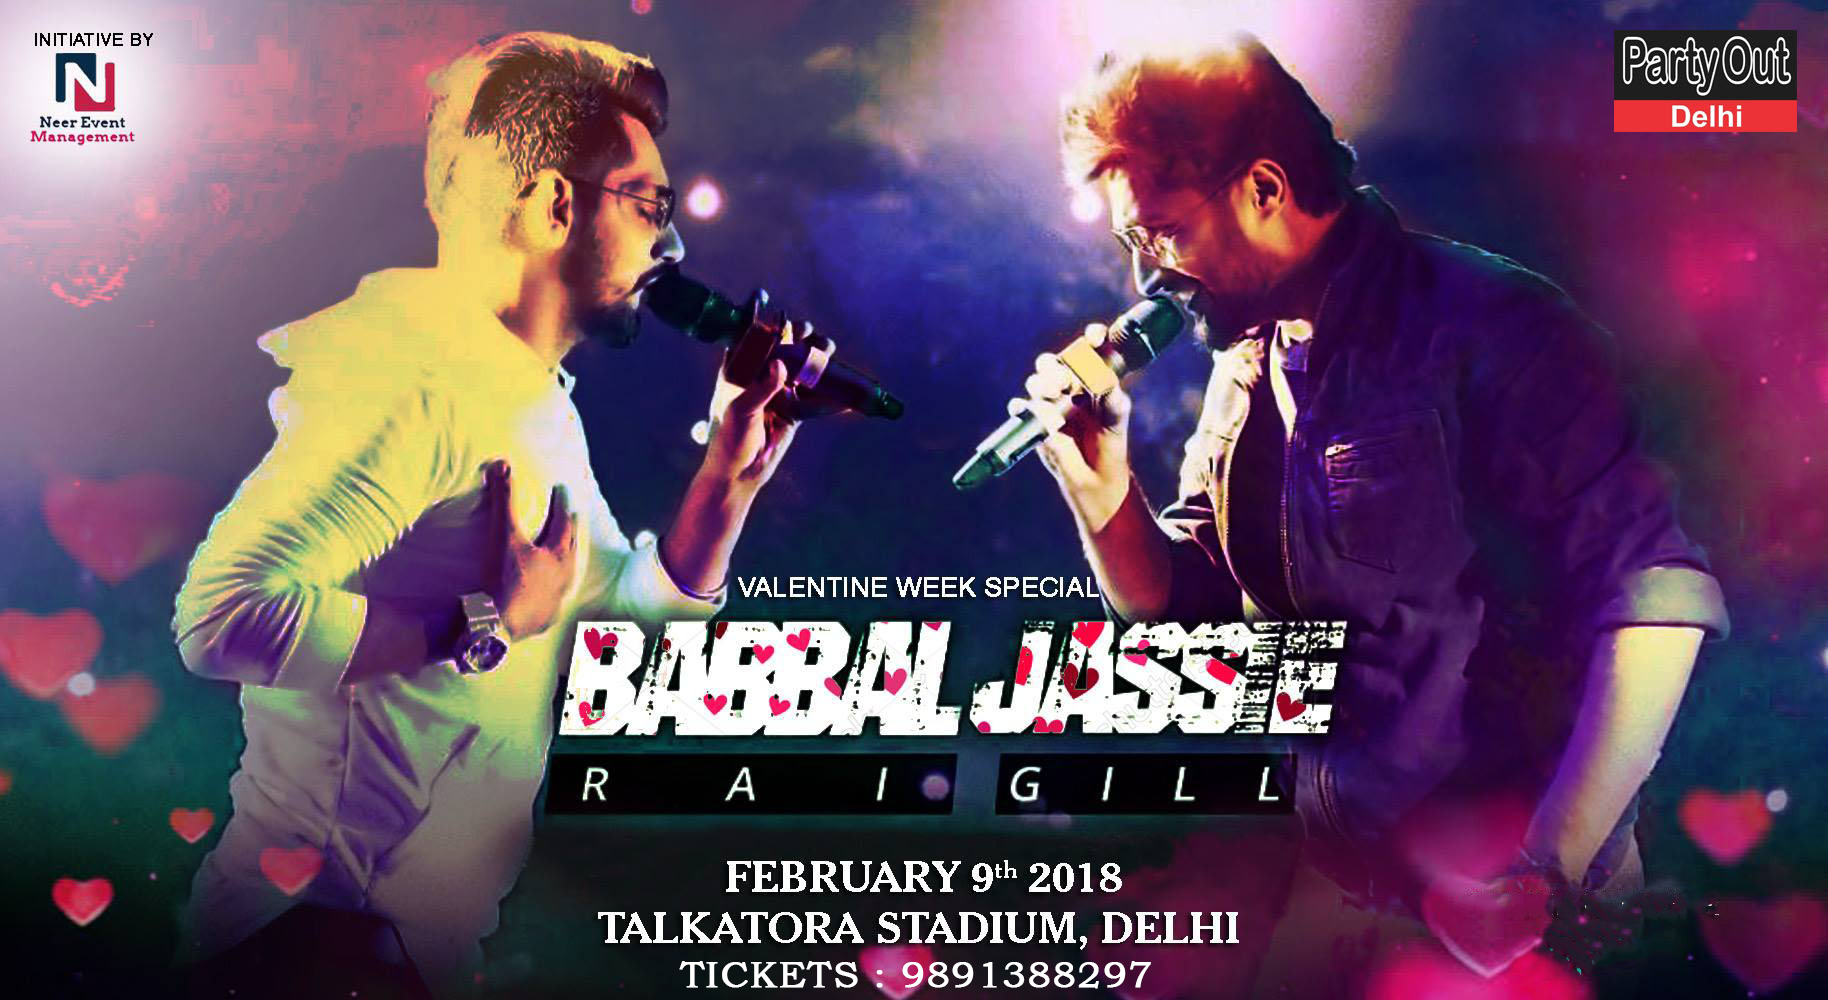 INITIATIVE BY
N
Neer Event
Management
Party Out
Delhi
VALENTINE WEEK SPECIAL
BABBAL JASSIE
RAI GILL
FEBRUARY 9th 2018
TALKATORA STADIUM, DELHI
TICKETS : 9891388297